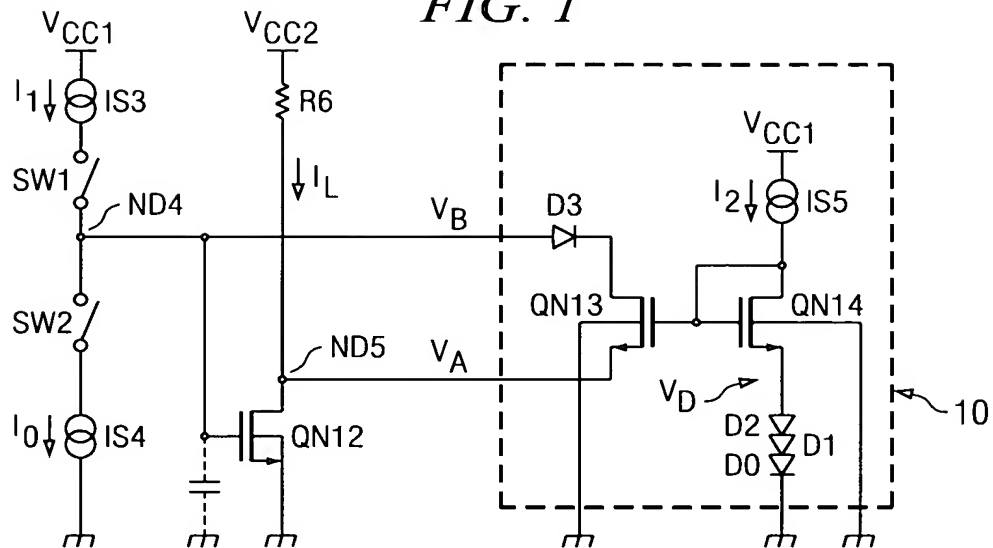 FIG. 1
VCC1
VCC2
I1
IS3
R6
VCC1
SW1
ND4
IL
I2
IS5
VB
D3
QN13
QN14
SW2
ND5
VA
VD
10
I0
IS4
QN12
D2
D1
D0